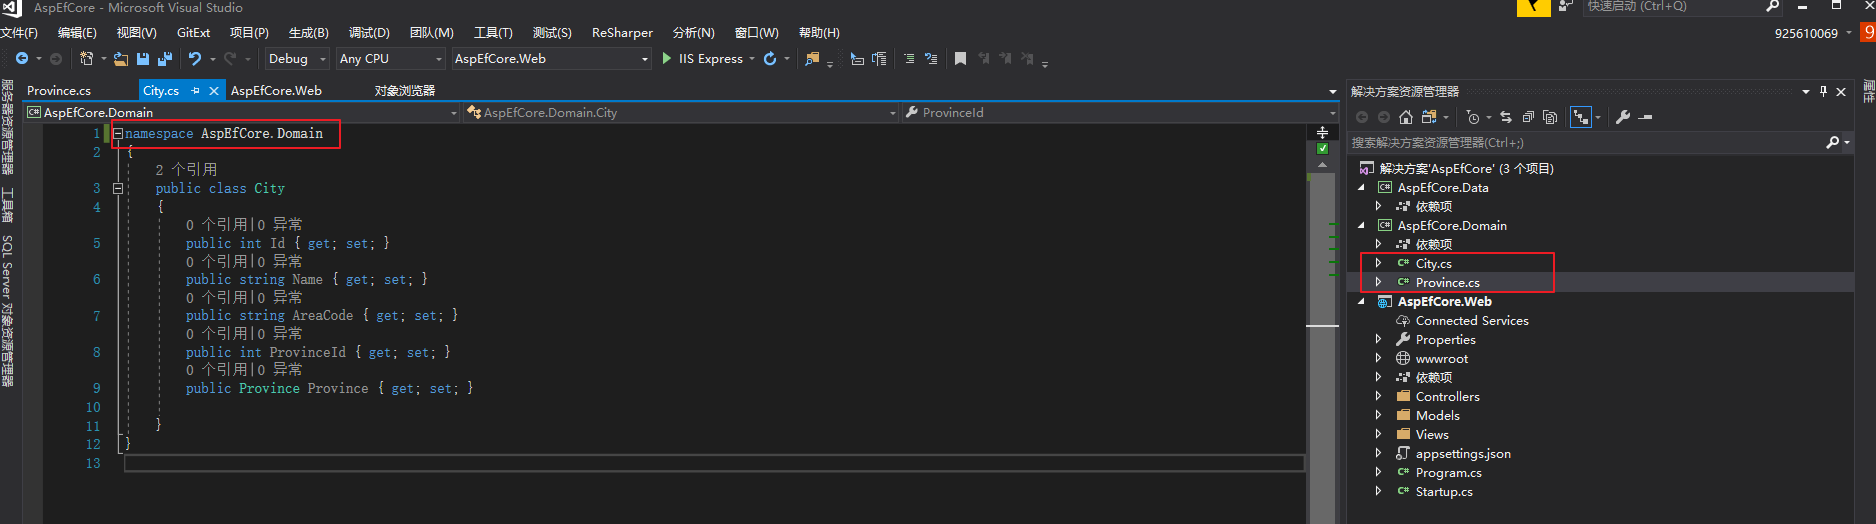 AspEfCore - Microsoft Visual Studio
快速启动 (Ctrl+Q)
文件(F) 编辑(E) 视图(V) GitExt 项目(P) 生成(B) 调试(D) 团队(M) 工具(T) 测试(S) ReSharper 分析(N) 窗口(W) 帮助(H)
925610069
9
Debug Any CPU AspEfCore.Web IIS Express
Province.cs City.cs AspEfCore.Web 对象浏览器
AspEfCore.Domain AspEfCore.Domain.City ProvinceId
1 namespace AspEfCore.Domain
2 {
2 个引用
3 public class City
4 {
0 个引用|0 异常
5 public int Id { get; set; }
0 个引用|0 异常
6 public string Name { get; set; }
0 个引用|0 异常
7 public string AreaCode { get; set; }
0 个引用|0 异常
8 public int ProvinceId { get; set; }
0 个引用|0 异常
9 public Province Province { get; set; }
10
11 }
12 }
13
服务器资源管理器
工具箱
SQL Server 对象资源管理器
解决方案资源管理器
搜索解决方案资源管理器(Ctrl+;)
解决方案'AspEfCore' (3 个项目)
AspEfCore.Data
依赖项
AspEfCore.Domain
依赖项
City.cs
Province.cs
AspEfCore.Web
Connected Services
Properties
wwwroot
依赖项
Controllers
Models
Views
appsettings.json
Program.cs
Startup.cs
属性